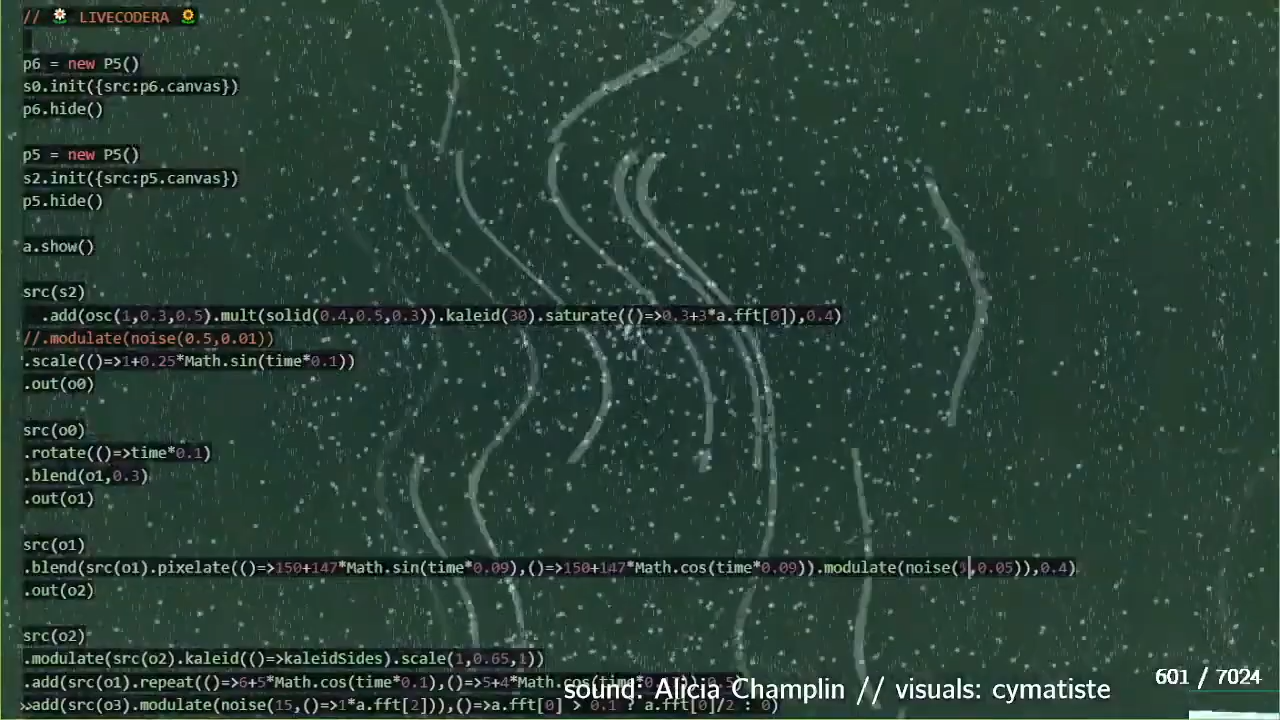 // 🌼 LIVECODERA 🌻
p6 = new P5()
s0.init({src:p6.canvas})
p6.hide()
p5 = new P5()
s2.init({src:p5.canvas})
p5.hide()
a.show()
src(s2)
.add(osc(1,0.3,0.5).mult(solid(0.4,0.5,0.3)).kaleid(30).saturate(()=>0.3+3*a.fft[0]),0.4)
//.modulate(noise(0.5,0.01))
.scale(()=>1+0.25*Math.sin(time*0.1))
.out(o0)
src(o0)
.rotate(()=>time*0.1)
.blend(o1,0.3)
.out(o1)
src(o1)
.blend(src(o1).pixelate(()=>150+147*Math.sin(time*0.09),()=>150+147*Math.cos(time*0.09)).modulate(noise(,0.05)),0.4)
.out(o2)
src(o2)
.modulate(src(o2).kaleid(()=>kaleidSides).scale(1,0.65,1))
.add(src(o1).repeat(()=>6+5*Math.cos(time*0.1),()=>5+4*Math.cos(time
.add(src(o3).modulate(noise(15,()=>1*a.fft[2])),()=>a.fft[0] > 0.1 ? a.fft[0]/2 : 0)
sound: Alicia Champlin // visuals: cymatiste
601 / 7024